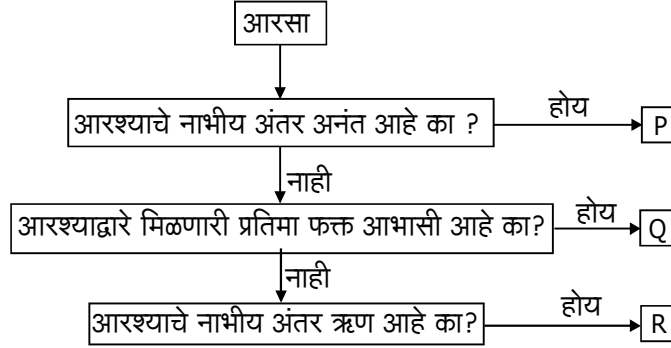 आरसा
आरश्याचे नाभीय अंतर अनंत आहे का ?
होय
P
नाही
आरश्याद्वारे मिळणारी प्रतिमा फक्त आभासी आहे का?
होय
Q
नाही
आरश्याचे नाभीय अंतर ऋण आहे का?
होय
R